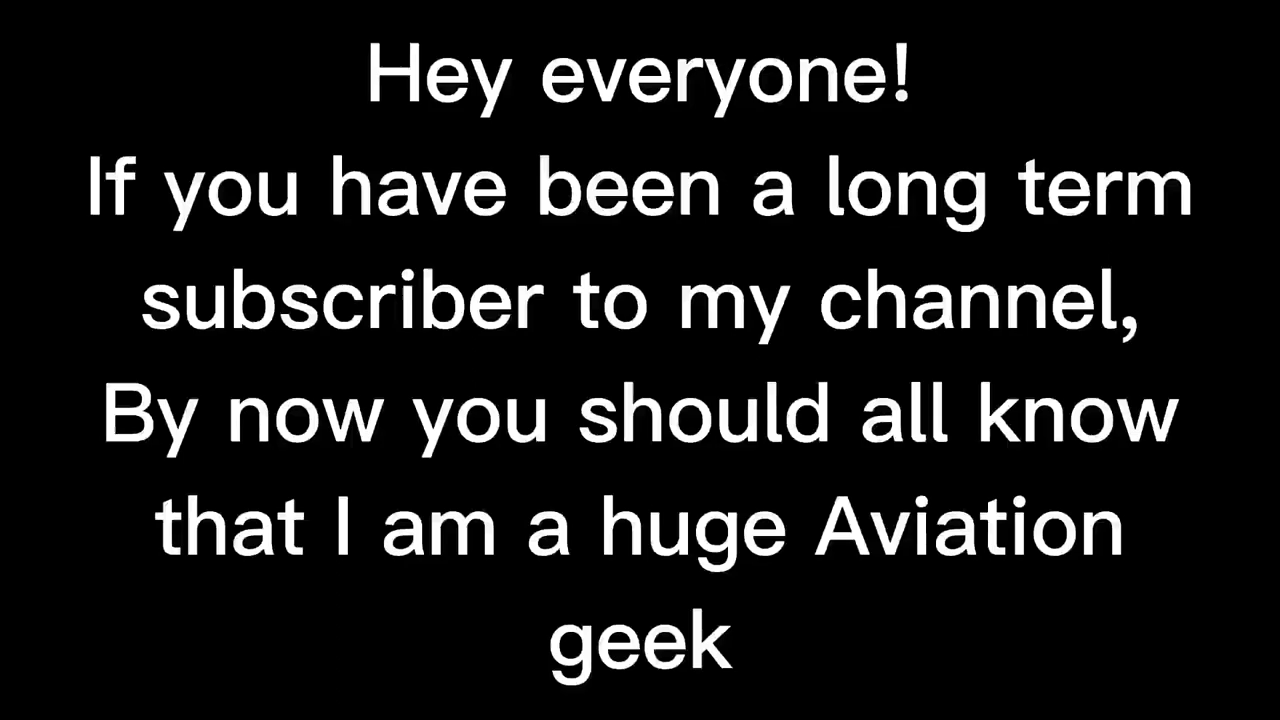 Hey everyone!
If you have been a long term
subscriber to my channel,
By now you should all know
that I am a huge Aviation
geek